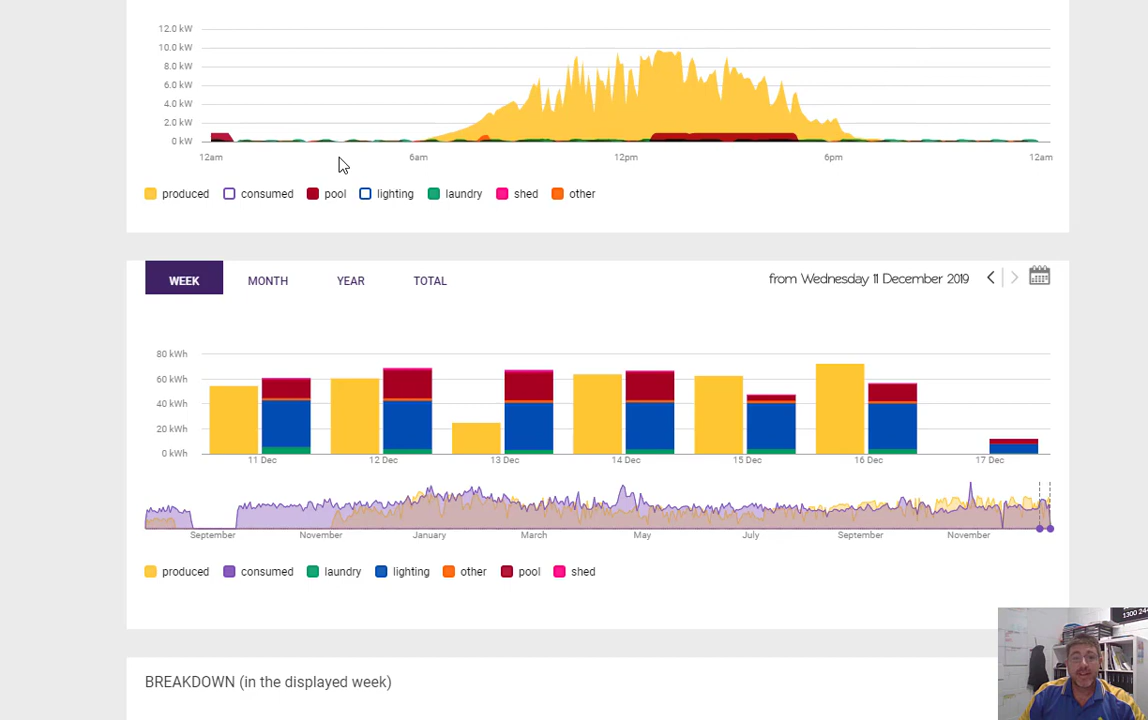 12.0 kW
10.0 kW
8.0 kW
6.0 kW
4.0 kW
2.0 kW
0 kW
12am 6am 12pm 6pm 12am
produced consumed pool lighting laundry shed other
WEEK MONTH YEAR TOTAL from Wednesday 11 December 2019
80 kWh
60 kWh
40 kWh
20 kWh
0 kWh
11 Dec 12 Dec 13 Dec 14 Dec 15 Dec 16 Dec 17 Dec
September November January March May July September November
produced consumed laundry lighting other pool shed
1300 24
BREAKDOWN (in the displayed week)